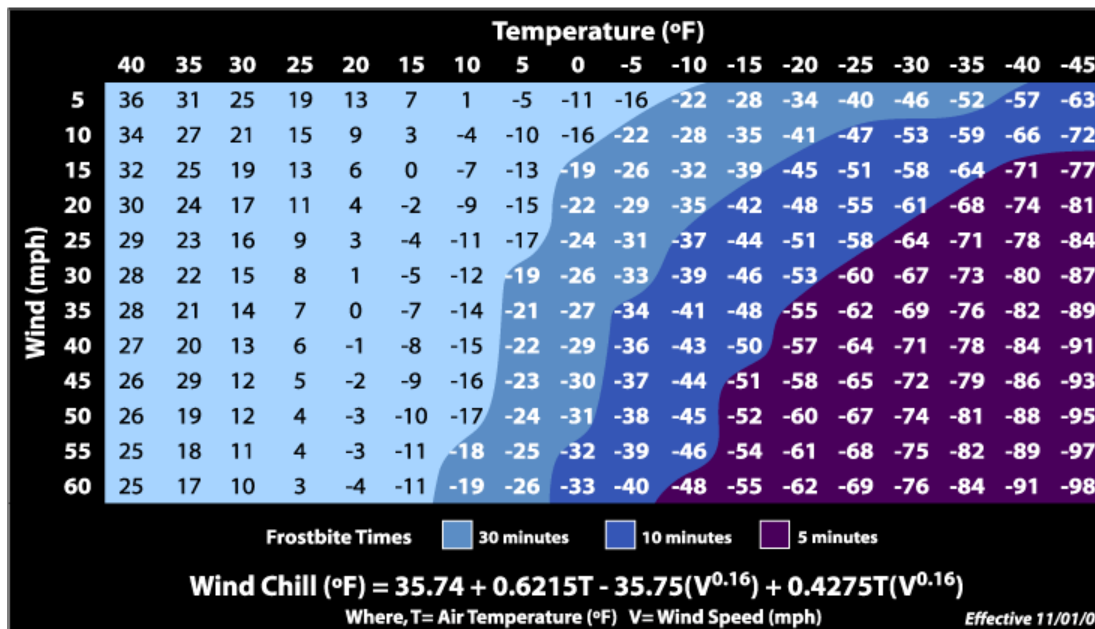 Temperature (ºF)
40 35 30 25 20 15 10 5 0 -5 -10 -15 -20 -25 -30 -35 -40 -45
Wind (mph)
5 36 31 25 19 13 7 1 -5 -11 -16 -22 -28 -34 -40 -46 -52 -57 -63
10 34 27 21 15 9 3 -4 -10 -16 -22 -28 -35 -41 -47 -53 -59 -66 -72
15 32 25 19 13 6 0 -7 -13 -19 -26 -32 -39 -45 -51 -58 -64 -71 -77
20 30 24 17 11 4 -2 -9 -15 -22 -29 -35 -42 -48 -55 -61 -68 -74 -81
25 29 23 16 9 3 -4 -11 -17 -24 -31 -37 -44 -51 -58 -64 -71 -78 -84
30 28 22 15 8 1 -5 -12 -19 -26 -33 -39 -46 -53 -60 -67 -73 -80 -87
35 28 21 14 7 0 -7 -14 -21 -27 -34 -41 -48 -55 -62 -69 -76 -82 -89
40 27 20 13 6 -1 -8 -15 -22 -29 -36 -43 -50 -57 -64 -71 -78 -84 -91
45 26 29 12 5 -2 -9 -16 -23 -30 -37 -44 -51 -58 -65 -72 -79 -86 -93
50 26 19 12 4 -3 -10 -17 -24 -31 -38 -45 -52 -60 -67 -74 -81 -88 -95
55 25 18 11 4 -3 -11 -18 -25 -32 -39 -46 -54 -61 -68 -75 -82 -89 -97
60 25 17 10 3 -4 -11 -19 -26 -33 -40 -48 -55 -62 -69 -76 -84 -91 -98
Frostbite Times 30 minutes 10 minutes 5 minutes
Wind Chill (ºF) = 35.74 + 0.6215T - 35.75(V^0.16) + 0.4275T(V^0.16)
Where, T= Air Temperature (ºF) V= Wind Speed (mph) Effective 11/01/0